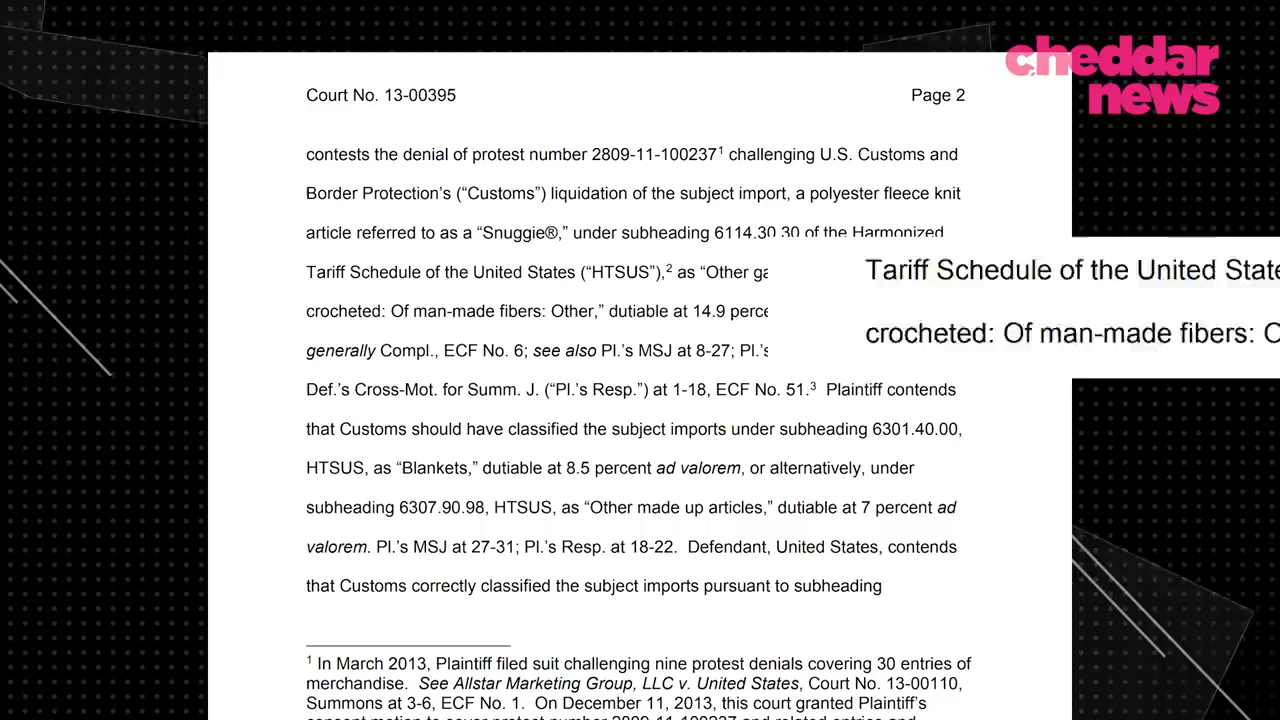 cheddar
news
Court No. 13-00395 Page 2
contests the denial of protest number 2809-11-100237¹ challenging U.S. Customs and
Border Protection’s (“Customs”) liquidation of the subject import, a polyester fleece knit
article referred to as a “Snuggie®,” under subheading 6114.30.30 of the Harmonized
Tariff Schedule of the United States (“HTSUS”),² as “Other
Tariff Schedule of the United
crocheted: Of man-made fibers: Other,” dutiable at 14.9
crocheted: Of man-made fibers:
generally Compl., ECF No. 6; see also Pl.’s MSJ at 8-27;
Def.’s Cross-Mot. for Summ. J. (“Pl.’s Resp.”) at 1-18, ECF No. 51.³ Plaintiff contends
that Customs should have classified the subject imports under subheading 6301.40.00,
HTSUS, as “Blankets,” dutiable at 8.5 percent ad valorem, or alternatively, under
subheading 6307.90.98, HTSUS, as “Other made up articles,” dutiable at 7 percent ad
valorem. Pl.’s MSJ at 27-31; Pl.’s Resp. at 18-22. Defendant, United States, contends
that Customs correctly classified the subject imports pursuant to subheading
¹ In March 2013, Plaintiff filed suit challenging nine protest denials covering 30 entries of
merchandise. See Allstar Marketing Group, LLC v. United States, Court No. 13-00110,
Summons at 3-6, ECF No. 1. On December 11, 2013, this court granted Plaintiff’s